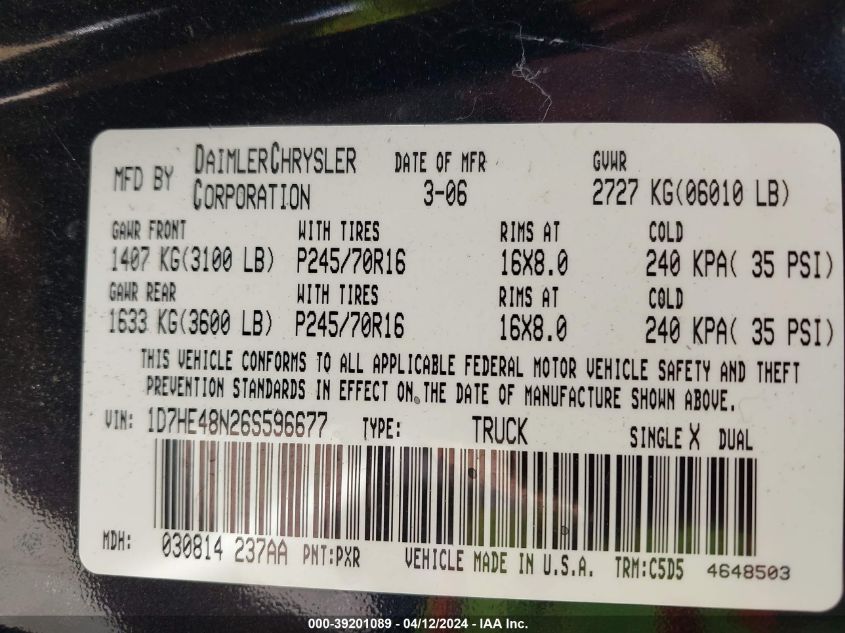 MFD BY DAIMLERCHRYSLER CORPORATION DATE OF MFR 3-06 GVWR 2727 KG(06010 LB)
GAWR FRONT WITH TIRES RIMS AT COLD
1407 KG(3100 LB) P245/70R16 16X8.0 240 KPA( 35 PSI)
GAWR REAR WITH TIRES RIMS AT COLD
1633 KG(3600 LB) P245/70R16 16X8.0 240 KPA( 35 PSI)
THIS VEHICLE CONFORMS TO ALL APPLICABLE FEDERAL MOTOR VEHICLE SAFETY AND THEFT
PREVENTION STANDARDS IN EFFECT ON THE DATE OF MANUFACTURE SHOWN ABOVE.
VIN: 1D7HE48N26S596677 TYPE: TRUCK SINGLE X DUAL
MDH: 030814 237AA PNT:PXR VEHICLE MADE IN U.S.A. TRM:C5D5 4648503
000-39201089 - 04/12/2024 - IAA Inc.